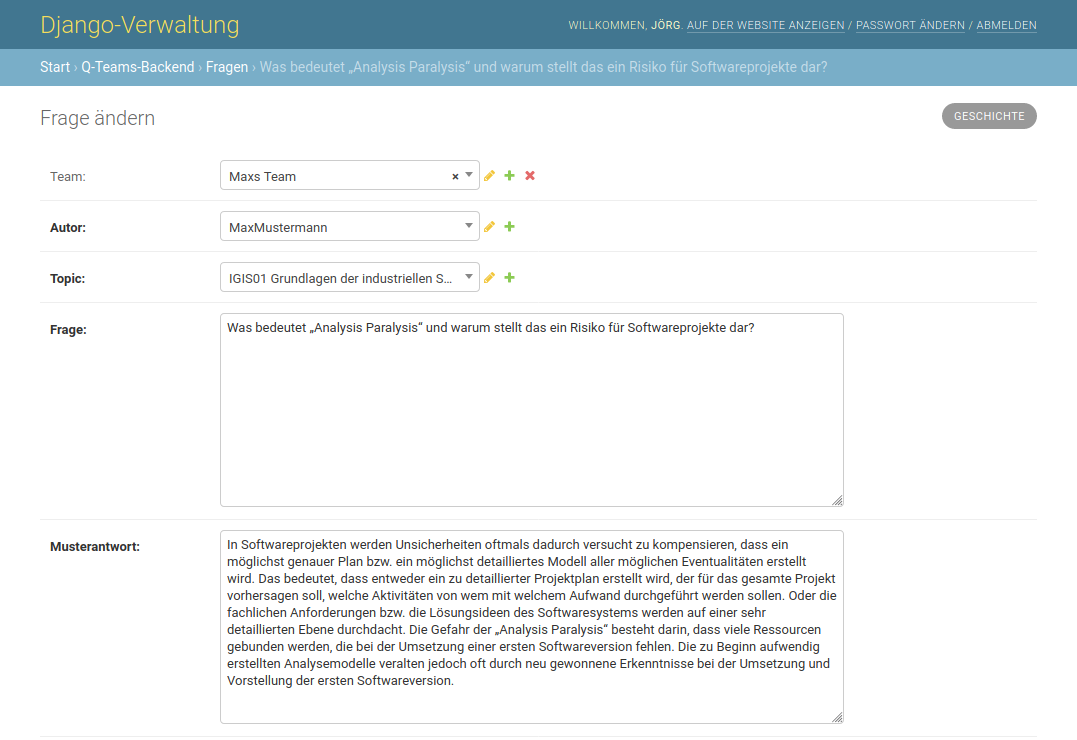 Django-Verwaltung
WILLKOMMEN, JÖRG. AUF DER WEBSITE ANZEIGEN / PASSWORT ÄNDERN / ABMELDEN
Start › Q-Teams-Backend › Fragen › Was bedeutet „Analysis Paralysis“ und warum stellt das ein Risiko für Softwareprojekte dar?
Frage ändern
GESCHICHTE
Team:
Maxs Team
Autor:
MaxMustermann
Topic:
IGIS01 Grundlagen der industriellen S...
Frage:
Was bedeutet „Analysis Paralysis“ und warum stellt das ein Risiko für Softwareprojekte dar?
Musterantwort:
In Softwareprojekten werden Unsicherheiten oftmals dadurch versucht zu kompensieren, dass ein
möglichst genauer Plan bzw. ein möglichst detailliertes Modell aller möglichen Eventualitäten erstellt
wird. Das bedeutet, dass entweder ein zu detaillierter Projektplan erstellt wird, der für das gesamte Projekt
vorhersagen soll, welche Aktivitäten von wem mit welchem Aufwand durchgeführt werden sollen. Oder die
fachlichen Anforderungen bzw. die Lösungsideen des Softwaresystems werden auf einer sehr
detaillierten Ebene durchdacht. Die Gefahr der „Analysis Paralysis“ besteht darin, dass viele Ressourcen
gebunden werden, die bei der Umsetzung einer ersten Softwareversion fehlen. Die zu Beginn aufwendig
erstellten Analysemodelle veralten jedoch oft durch neu gewonnene Erkenntnisse bei der Umsetzung und
Vorstellung der ersten Softwareversion.